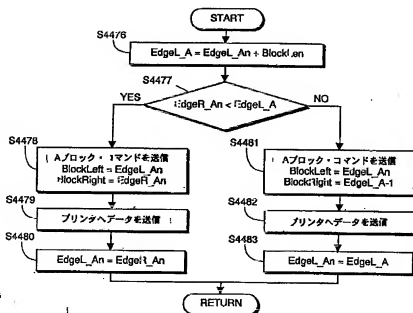 START
S4476
EdgeL_A = EdgeL_An + BlockLen
S4477
EdgeR_An < EdgeL_A
YES
NO
S4478
Aブロック・コマンドを送信
BlockLeft = EdgeL_An
BlockRight = EdgeR_An
S4479
プリンタへデータを送信
S4480
EdgeL_An = EdgeR_An
S4481
Aブロック・コマンドを送信
BlockLeft = EdgeL_An
BlockRight = EdgeL_A-1
S4482
プリンタへデータを送信
S4483
EdgeL_An = EdgeL_A
RETURN